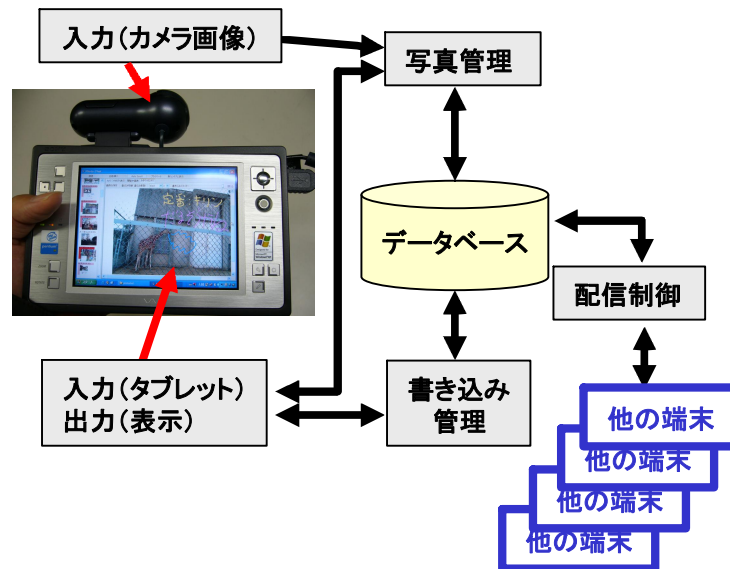 入力(カメラ画像)
写真管理
データベース
配信制御
入力(タブレット)
出力(表示)
書き込み
管理
他の端末
他の端末
他の端末
他の端末